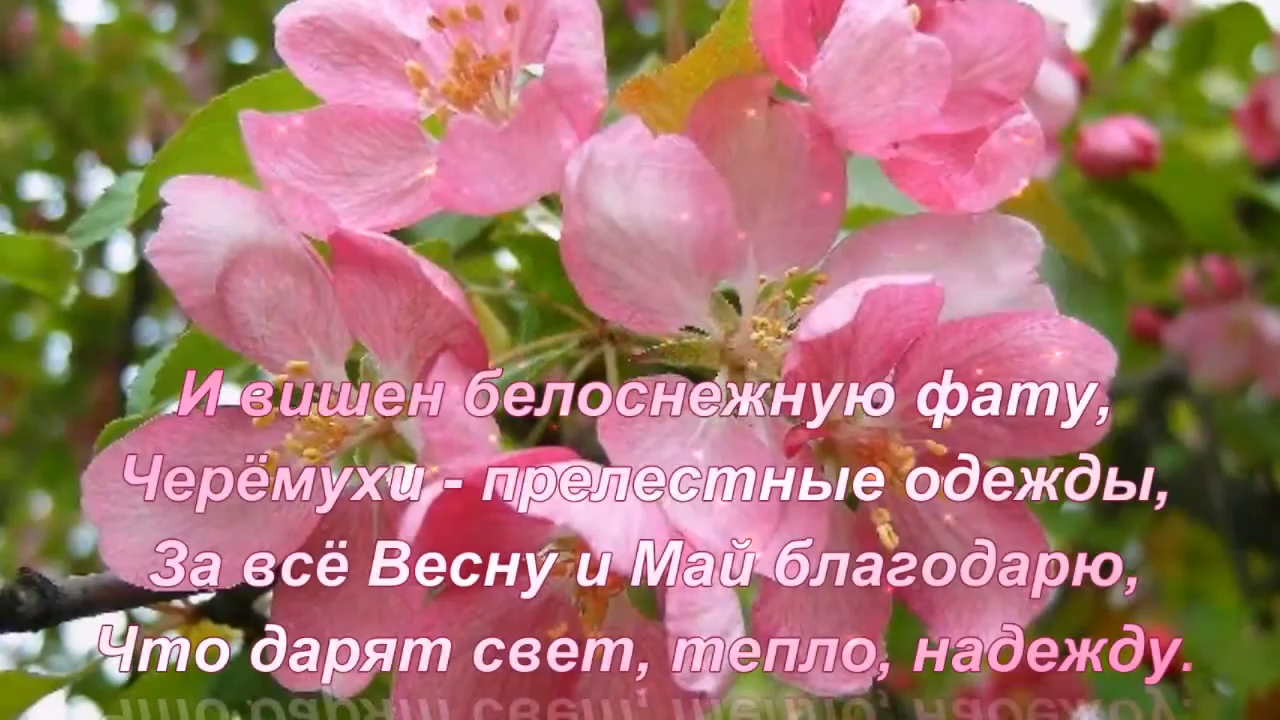 И вишен белоснежную фату,
Черёмухи - прелестные одежды,
За всё Весну и Май благодарю,
Что дарят свет, тепло, надежду.